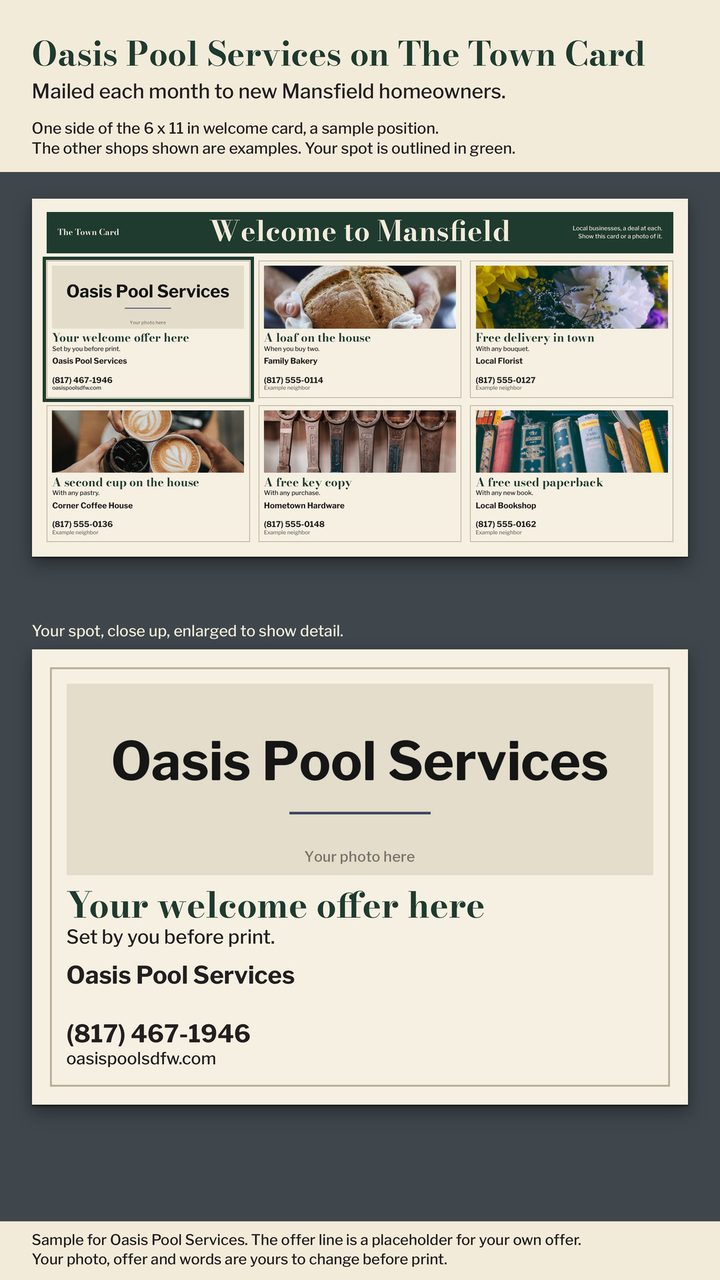 Oasis Pool Services on The Town Card
Mailed each month to new Mansfield homeowners.
One side of the 6 x 11 in welcome card, a sample position.
The other shops shown are examples. Your spot is outlined in green.
The Town Card
Welcome to Mansfield
Local businesses, a deal at each.
Show this card or a photo of it.
Oasis Pool Services
Your photo here
Your welcome offer here
Set by you before print.
Oasis Pool Services
(817) 467-1946
oasispoolsdfw.com
A loaf on the house
When you buy two.
Family Bakery
(817) 555-0114
Example neighbor
Free delivery in town
With any bouquet.
Local Florist
(817) 555-0127
Example neighbor
A second cup on the house
With any pastry.
Corner Coffee House
(817) 555-0136
Example neighbor
A free key copy
With any purchase.
Hometown Hardware
(817) 555-0148
Example neighbor
A free used paperback
With any new book.
Local Bookshop
(817) 555-0162
Example neighbor
Your spot, close up, enlarged to show detail.
Oasis Pool Services
Your photo here
Your welcome offer here
Set by you before print.
Oasis Pool Services
(817) 467-1946
oasispoolsdfw.com
Sample for Oasis Pool Services. The offer line is a placeholder for your own offer.
Your photo, offer and words are yours to change before print.